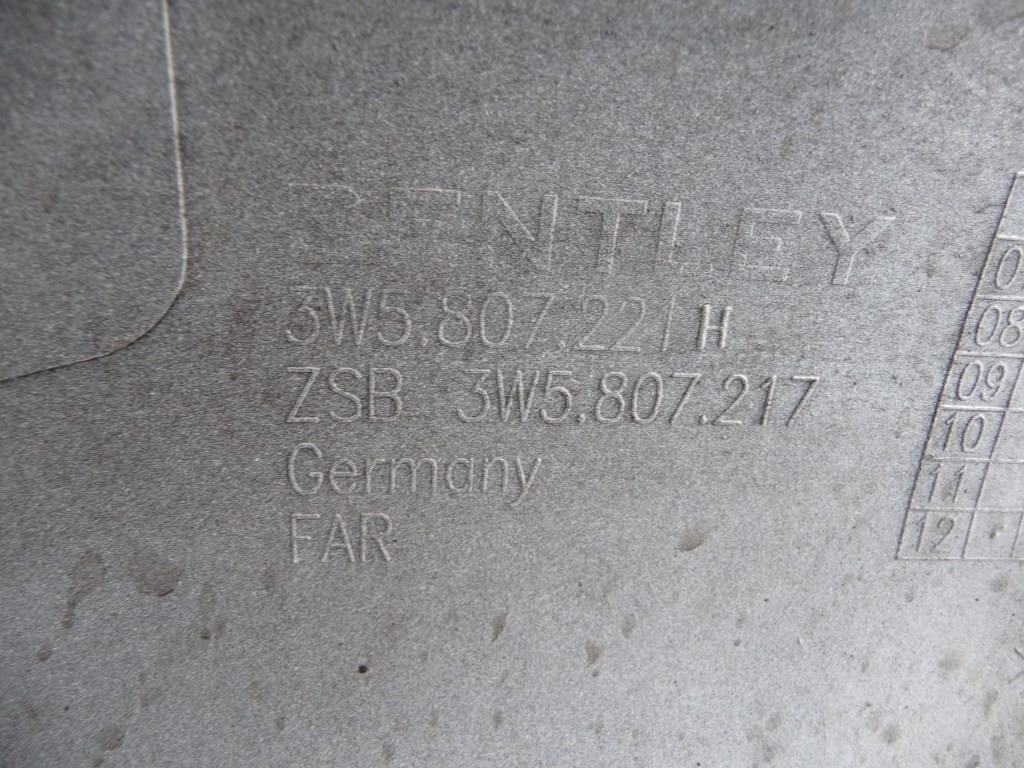 BENTLEY
3W5.807.221 H
ZSB 3W5.807.217
Germany
FAR
08
09
10
11
12